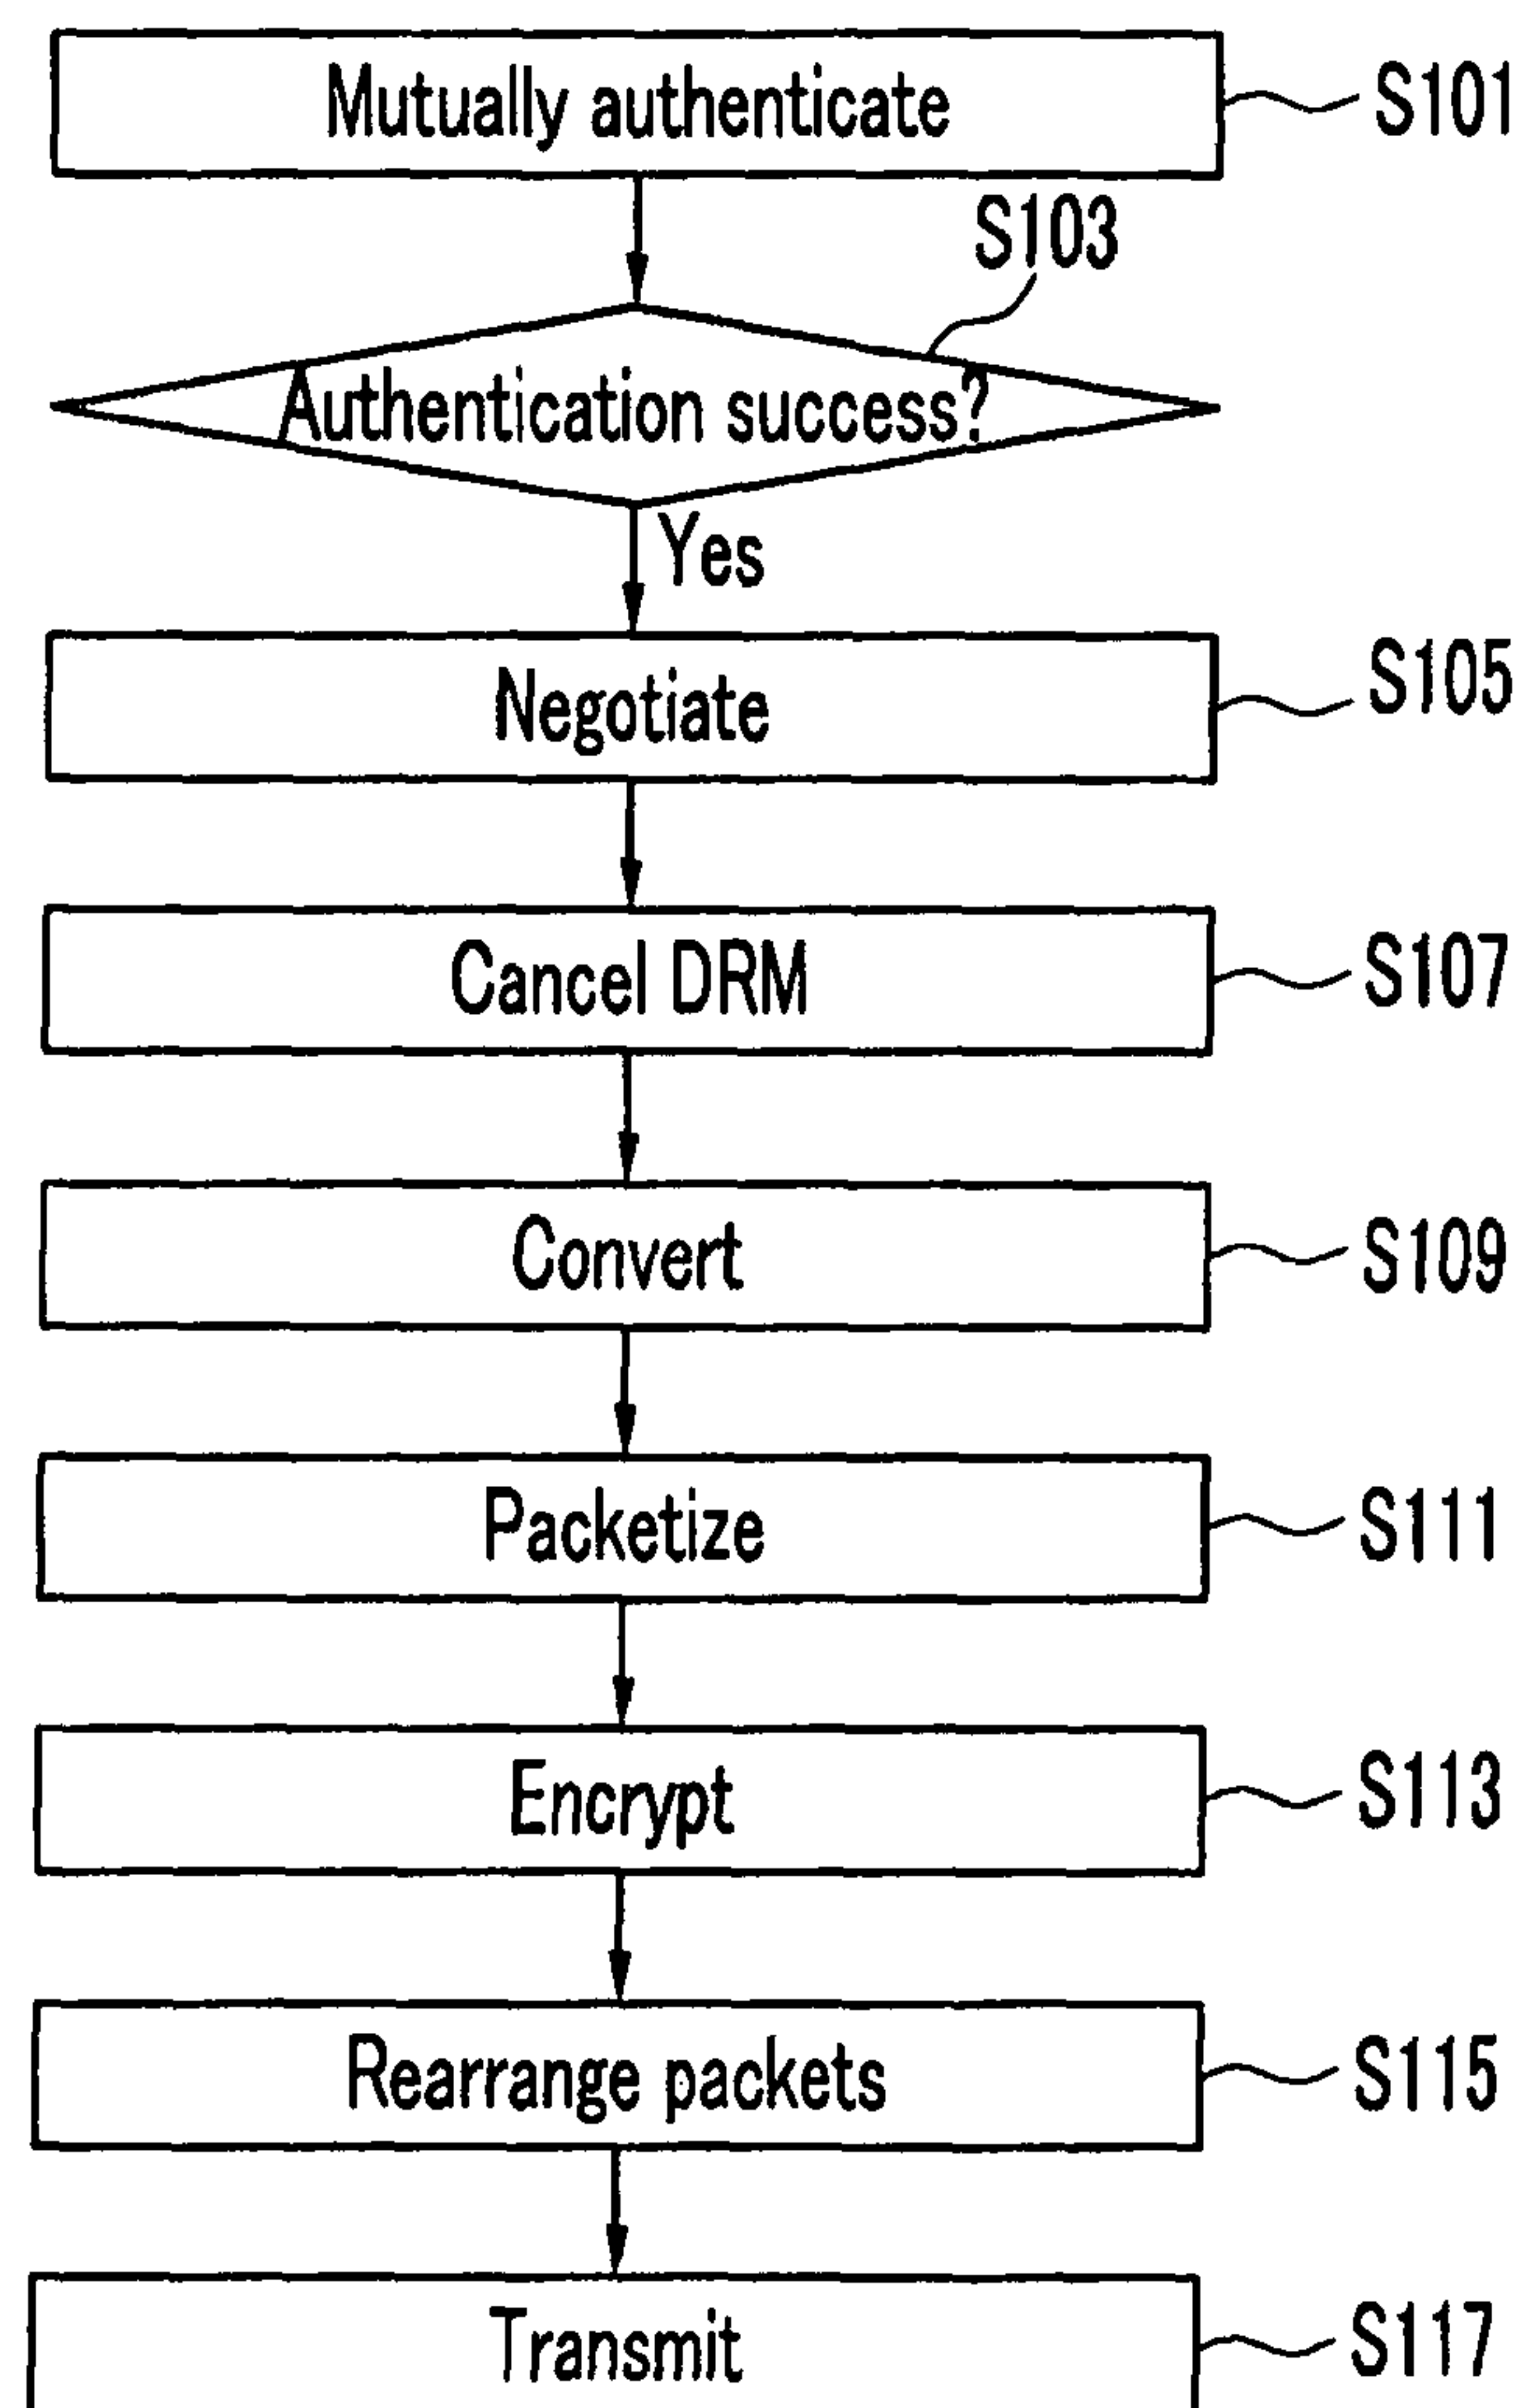 Mutually authenticate
S101
S103
Authentication success?
Yes
Negotiate
S105
Cancel DRM
S107
Convert
S109
Packetize
S111
Encrypt
S113
Rearrange packets
S115
Transmit
S117